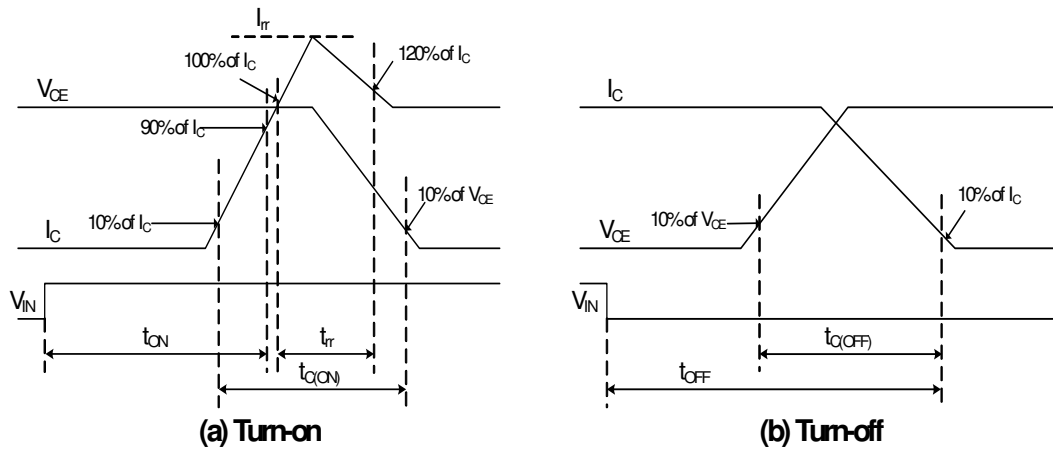 Irr
100% of IC
120% of IC
VCE
90% of IC
10% of IC
10% of VCE
IC
VIN
tON
trr
tC(ON)
(a) Turn-on
IC
10% of VCE
10% of IC
VCE
VIN
tC(OFF)
tOFF
(b) Turn-off